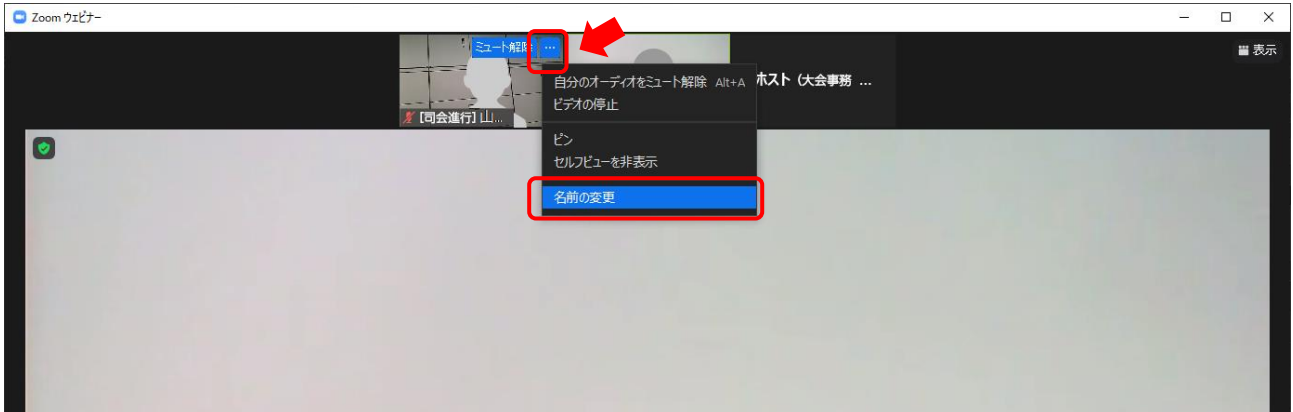 Zoom ウェビナー
ミュート解除 ...
表示
自分のオーディオをミュート解除 Alt+A
ホスト (大会事務 ...
ビデオの停止
[司会進行] 山...
ピン
セルフビューを非表示
名前の変更